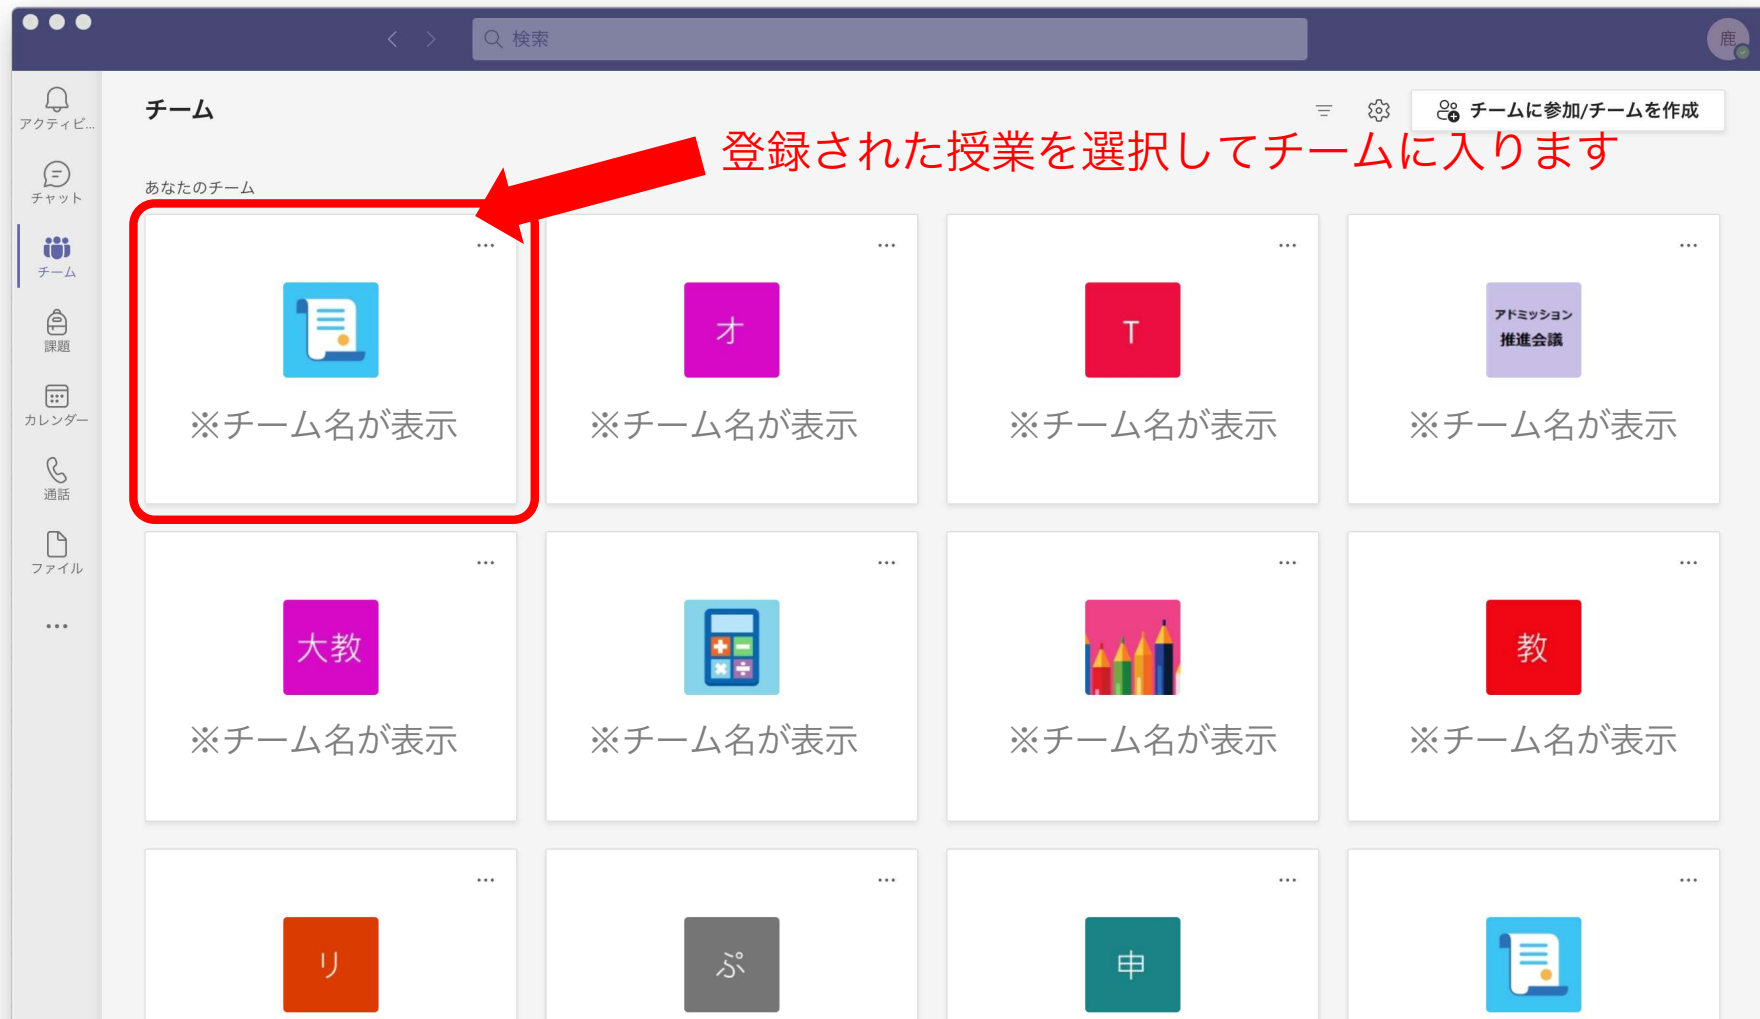 検索
鹿
アクティビ...
チャット
チーム
課題
カレンダー
通話
ファイル
チーム
チームに参加/チームを作成
登録された授業を選択してチームに入ります
あなたのチーム
※チーム名が表示
オ
※チーム名が表示
T
※チーム名が表示
アドミッション
推進会議
※チーム名が表示
大教
※チーム名が表示
※チーム名が表示
※チーム名が表示
教
※チーム名が表示
リ
ぷ
申